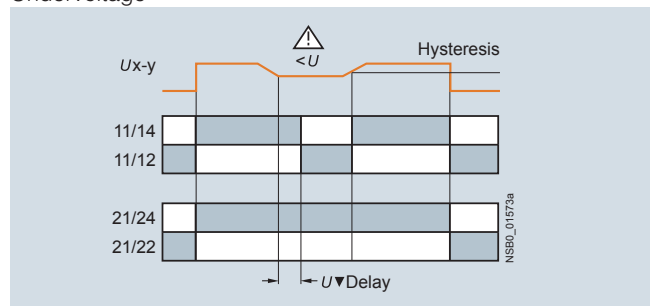 Undervoltage
Hysteresis
Ux-y
<U
11/14
11/12
21/24
21/22
U▼Delay
NSB0_01573a